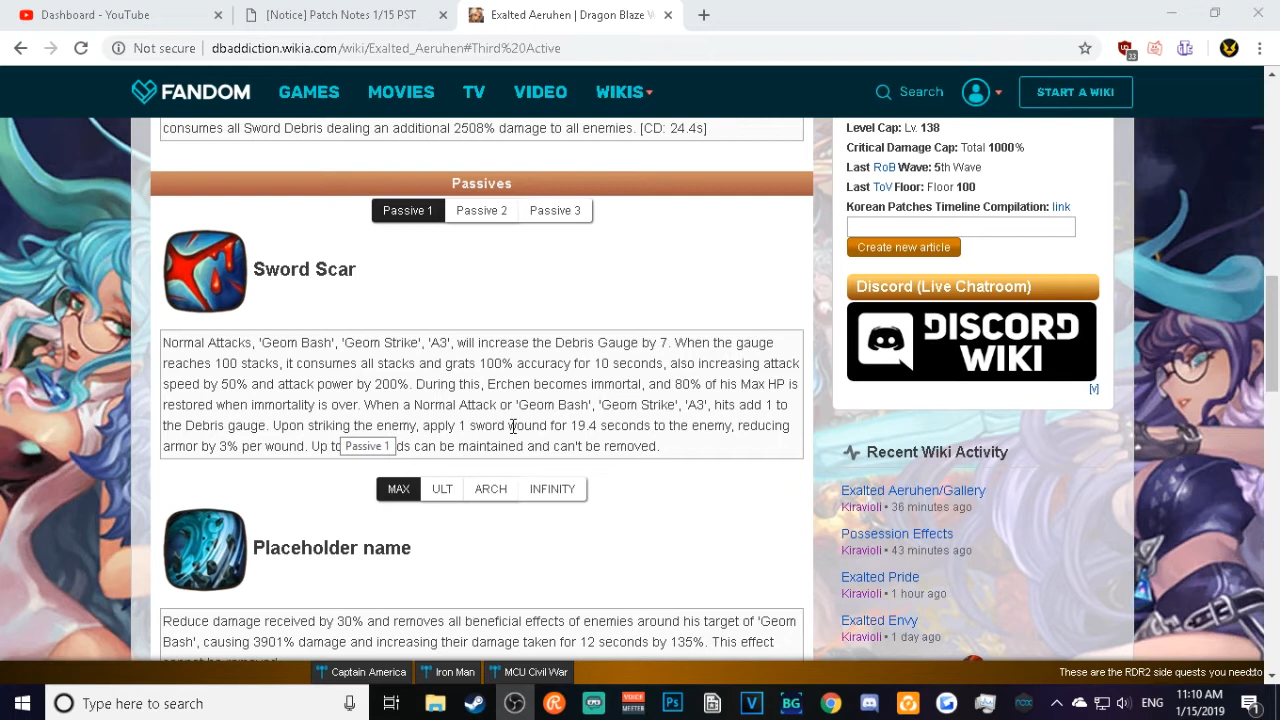 Dashboard - YouTube
[Notice] Patch Notes 1/15 PST
Exalted Aeruhen | Dragon Blaze W
Not secure
dbaddiction.wikia.com/wiki/Exalted_Aeruhen#Third%20Active
FANDOM
GAMES
MOVIES
TV
VIDEO
WIKIS
Search
START A WIKI
consumes all Sword Debris dealing an additional 2508% damage to all enemies. [CD: 24.4s]
Passives
Passive 1
Passive 2
Passive 3
Sword Scar
Normal Attacks, 'Geom Bash', 'Geom Strike', 'A3', will increase the Debris Gauge by 7. When the gauge
reaches 100 stacks, it consumes all stacks and grats 100% accuracy for 10 seconds, also increasing attack
speed by 50% and attack power by 200%. During this, Erchen becomes immortal, and 80% of his Max HP is
restored when immortality is over. When a Normal Attack or 'Geom Bash', 'Geom Strike', 'A3', hits add 1 to
the Debris gauge. Upon striking the enemy, apply 1 sword wound for 19.4 seconds to the enemy, reducing
armor by 3% per wound. Up to ds can be maintained and can't be removed.
Passive 1
MAX
ULT
ARCH
INFINITY
Placeholder name
Reduce damage received by 30% and removes all beneficial effects of enemies around his target of 'Geom
Bash', causing 3901% damage and increasing their damage taken for 12 seconds by 135%. This effect
cannot be removed.
Level Cap: Lv. 138
Critical Damage Cap: Total 1000%
Last RoB Wave: 5th Wave
Last ToV Floor: Floor 100
Korean Patches Timeline Compilation: link
Create new article
Discord (Live Chatroom)
DISCORD
WIKI
[v]
Recent Wiki Activity
Exalted Aeruhen/Gallery
Kiravioli • 36 minutes ago
Possession Effects
Kiravioli • 43 minutes ago
Exalted Pride
Kiravioli • 1 hour ago
Exalted Envy
Kiravioli • 1 day ago
Captain America
Iron Man
MCU Civil War
These are the RDR2 side quests you need to
Type here to search
VOICE
MEETER
Ps
V
BG
nox
ENG
11:10 AM
1/15/2019